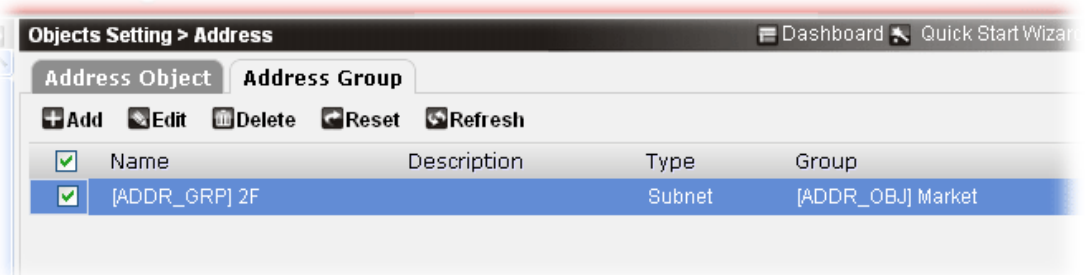 Objects Setting > Address
Dashboard Quick Start Wizar
Address Object Address Group
Add Edit Delete Reset Refresh
Name Description Type Group
[ADDR_GRP] 2F Subnet [ADDR_OBJ] Market